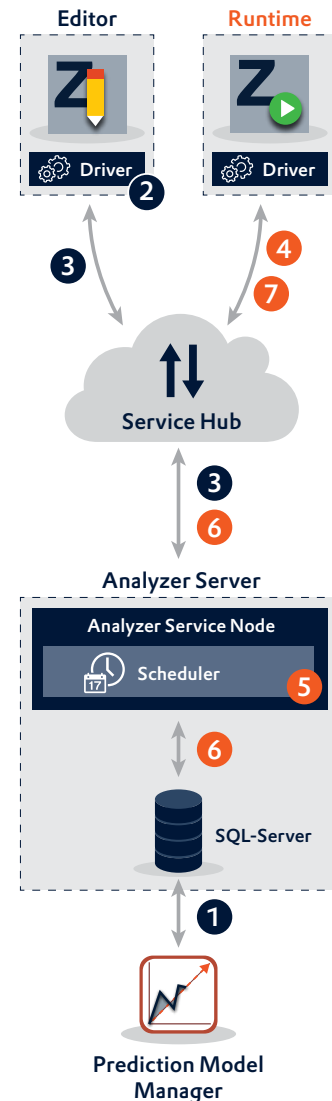 Editor
Runtime
Z
Z
Driver
2
Driver
3
4
7
Service Hub
3
6
Analyzer Server
Analyzer Service Node
17
Scheduler
5
6
SQL-Server
1
Prediction Model
Manager